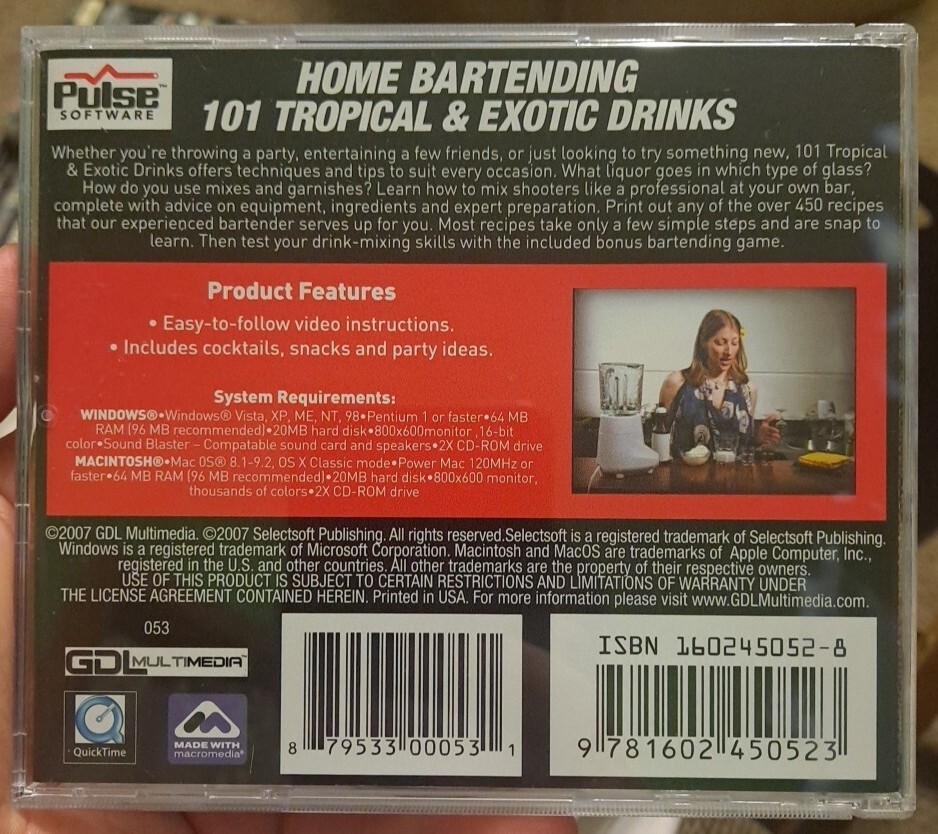 Pulse™
SOFTWARE
HOME BARTENDING
101 TROPICAL & EXOTIC DRINKS
Whether you're throwing a party, entertaining a few friends, or just looking to try something new, 101 Tropical
& Exotic Drinks offers techniques and tips to suit every occasion. What liquor goes in which type of glass?
How do you use mixes and garnishes? Learn how to mix shooters like a professional at your own bar,
complete with advice on equipment, ingredients and expert preparation. Print out any of the over 450 recipes
that our experienced bartender serves up for you. Most recipes take only a few simple steps and are snap to
learn. Then test your drink-mixing skills with the included bonus bartending game.
Product Features
• Easy-to-follow video instructions.
• Includes cocktails, snacks and party ideas.
System Requirements:
WINDOWS®•Windows® Vista, XP, ME, NT, 98•Pentium 1 or faster•64 MB
RAM (96 MB recommended)•20MB hard disk•800x600monitor ,16-bit
color•Sound Blaster – Compatable sound card and speakers•2X CD-ROM drive
MACINTOSH®•Mac OS® 8.1-9.2, OS X Classic mode•Power Mac 120MHz or
faster•64 MB RAM (96 MB recommended)•20MB hard disk•800x600 monitor,
thousands of colors•2X CD-ROM drive
©2007 GDL Multimedia. ©2007 Selectsoft Publishing. All rights reserved.Selectsoft is a registered trademark of Selectsoft Publishing.
Windows is a registered trademark of Microsoft Corporation. Macintosh and MacOS are trademarks of Apple Computer, Inc.,
registered in the U.S. and other countries. All other trademarks are the property of their respective owners.
USE OF THIS PRODUCT IS SUBJECT TO CERTAIN RESTRICTIONS AND LIMITATIONS OF WARRANTY UNDER
THE LICENSE AGREEMENT CONTAINED HEREIN. Printed in USA. For more information please visit www.GDLMultimedia.com.
053
GDL MULTIMEDIA™
QuickTime
MADE WITH
macromedia®
8 79533 00053 1
ISBN 160245052-8
9 781602 450523